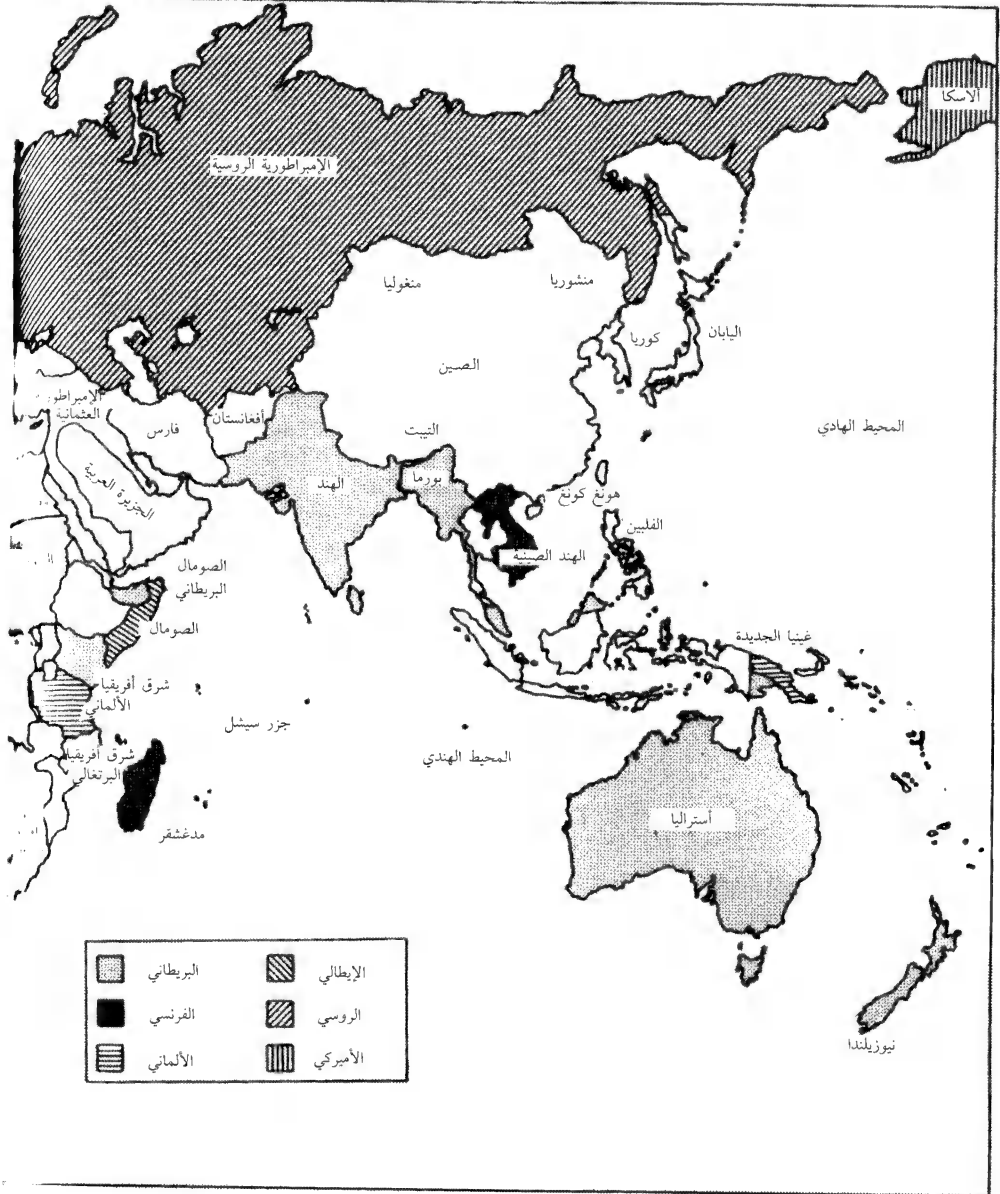 ألاسكا
الإمبراطورية الروسية
منغوليا
منشوريا
كوريا
اليابان
الصين
الإمبراطور
العثمانية
فارس
أفغانستان
التيبت
المحيط الهادي
الجزيرة العربية
الهند
بورما
هونغ كونغ
الفلبين
الهند الصينية
الصومال
البريطاني
الصومال
غينيا الجديدة
شرق أفريقيا
الألماني
جزر سيشل
شرق أفريقيا
البرتغالي
المحيط الهندي
مدغشقر
أستراليا
نيوزيلندا
البريطاني
الإيطالي
الفرنسي
الروسي
الألماني
الأميركي